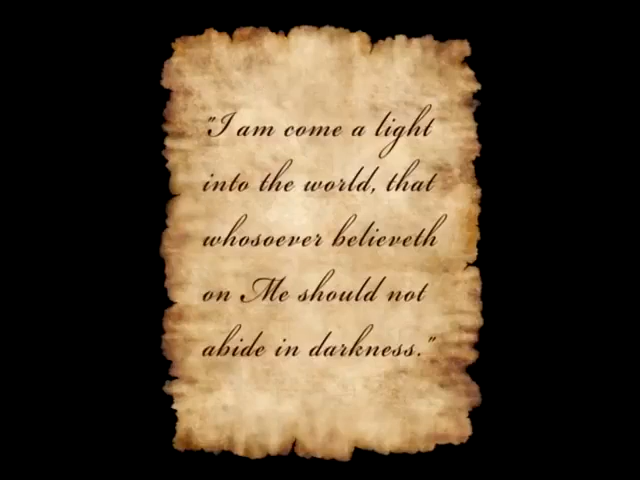 "I am come a light
into the world, that
whosoever believeth
on Me should not
abide in darkness."